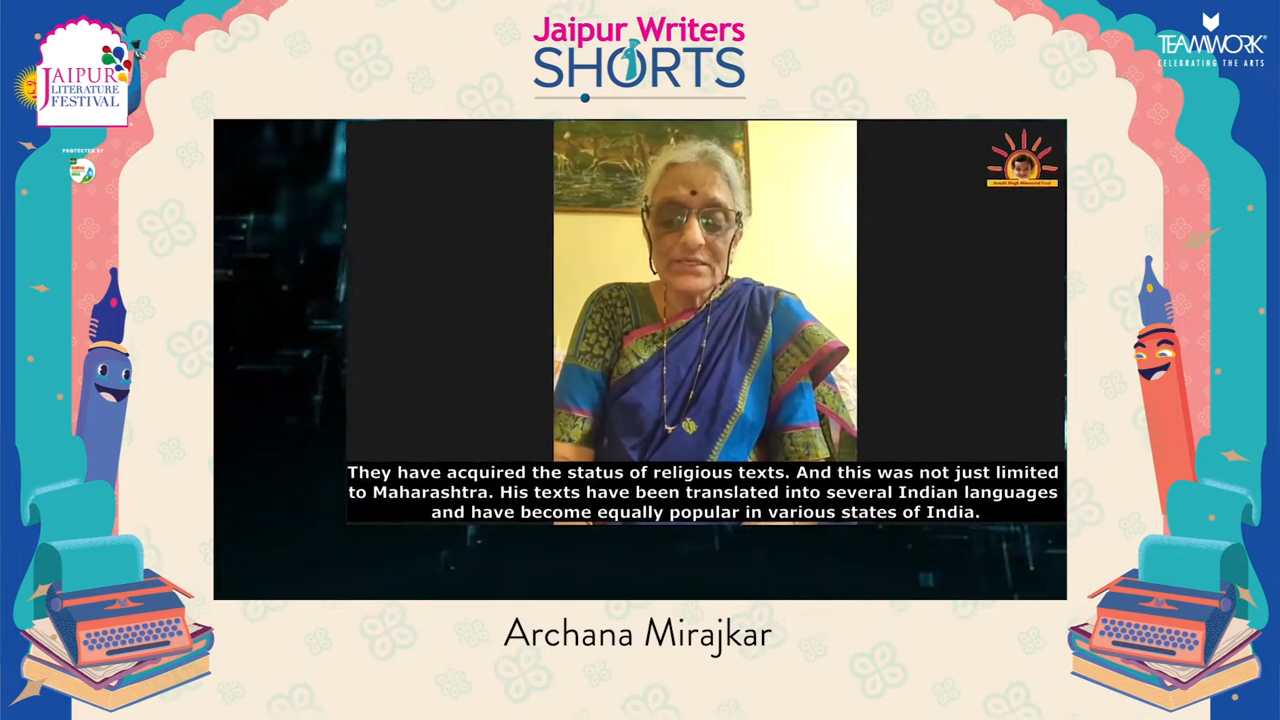 Jaipur Writers
SHORTS
JAIPUR
LITERATURE
FESTIVAL
PROTECTED BY
TEAMWORK®
CELEBRATING THE ARTS
They have acquired the status of religious texts. And this was not just limited
to Maharashtra. His texts have been translated into several Indian languages
and have become equally popular in various states of India.
Archana Mirajkar